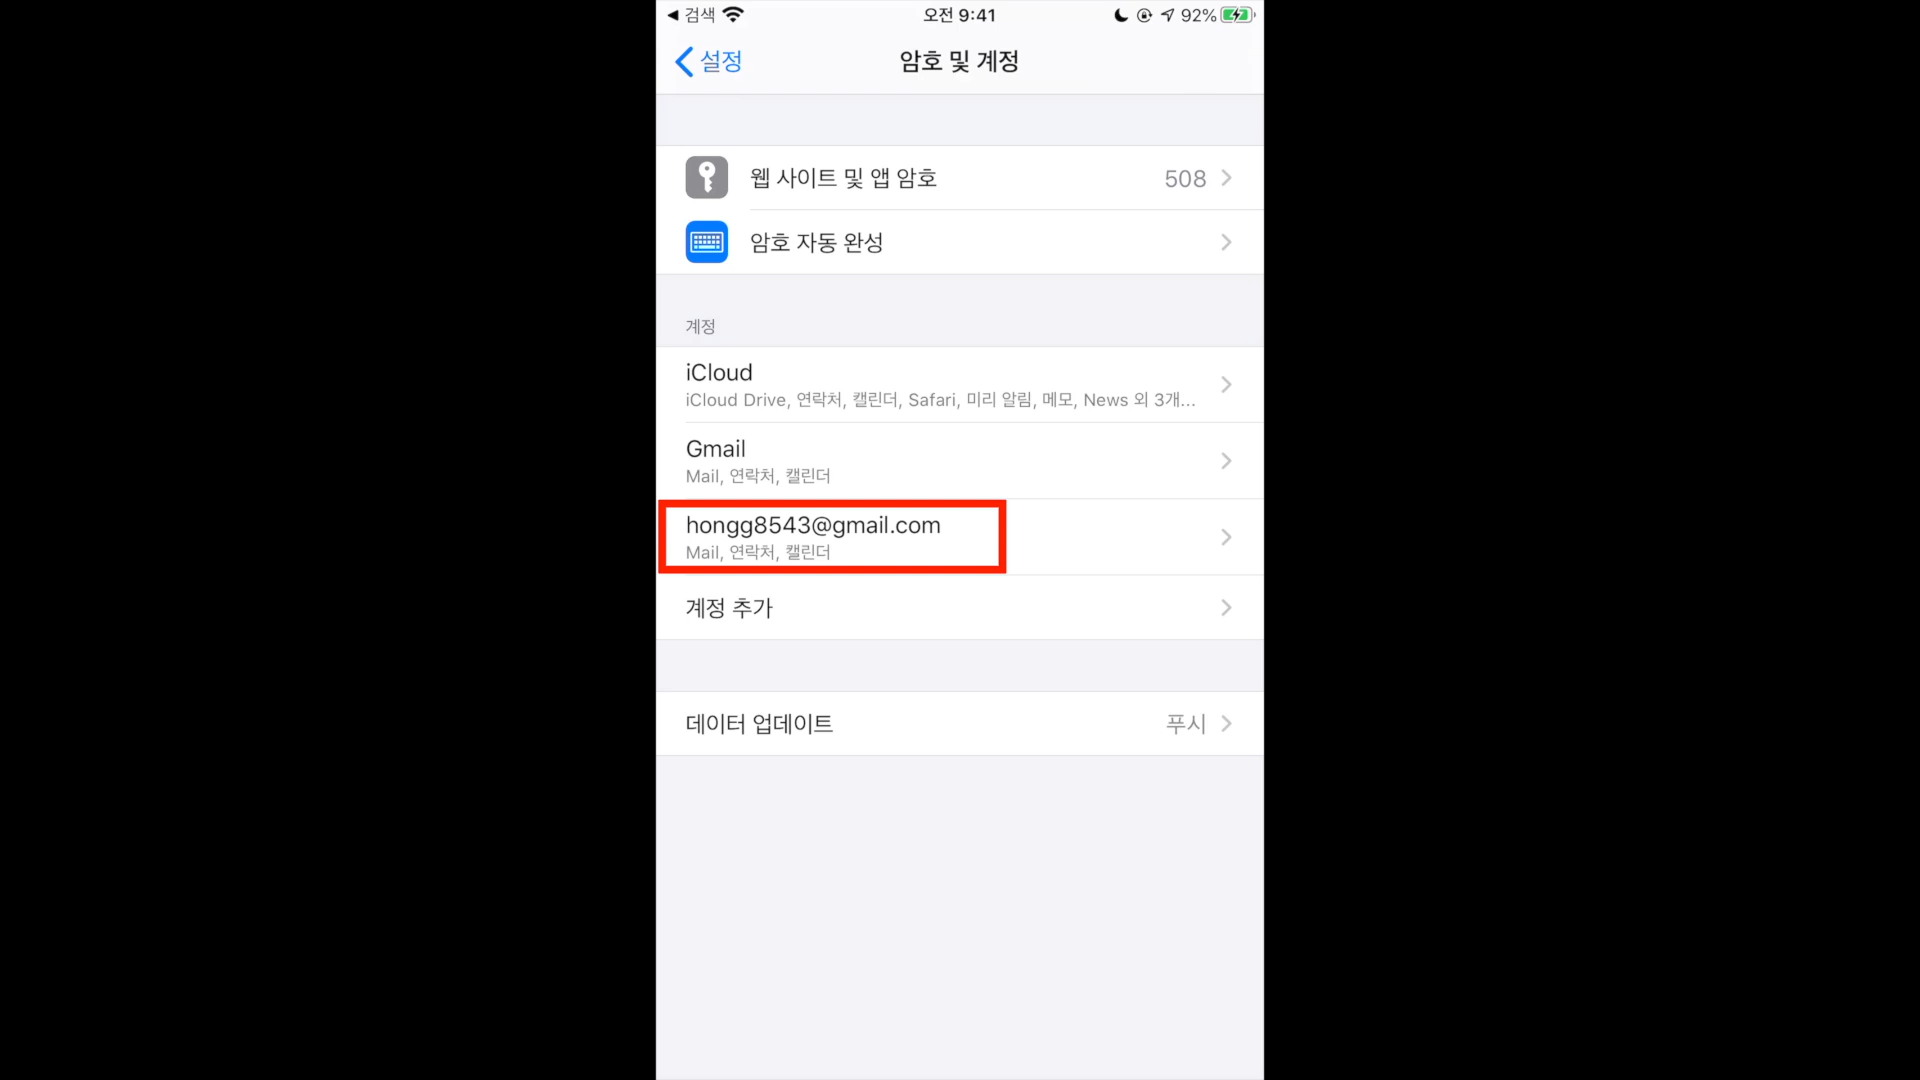 ◀ 검색 오전 9:41 92%
설정 암호 및 계정
웹 사이트 및 앱 암호 508
암호 자동 완성
계정
iCloud
iCloud Drive, 연락처, 캘린더, Safari, 미리 알림, 메모, News 외 3개...
Gmail
Mail, 연락처, 캘린더
hongg8543@gmail.com
Mail, 연락처, 캘린더
계정 추가
데이터 업데이트 푸시